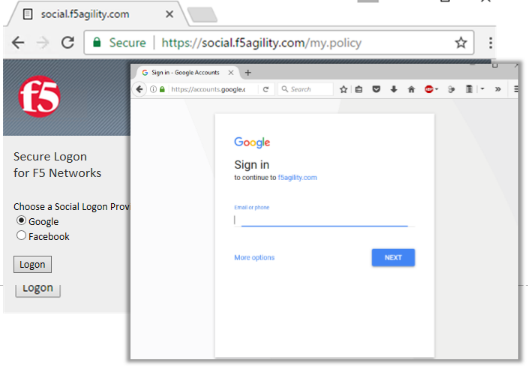 social.f5agility.com
Secure | https://social.f5agility.com/my.policy
f5
Secure Logon
for F5 Networks
Choose a Social Logon Prov
Google
Facebook
Logon
Logon
G Sign in - Google Accounts
https://accounts.google.
Search
Google
Sign in
to continue to f5agility.com
Email or phone
More options
NEXT